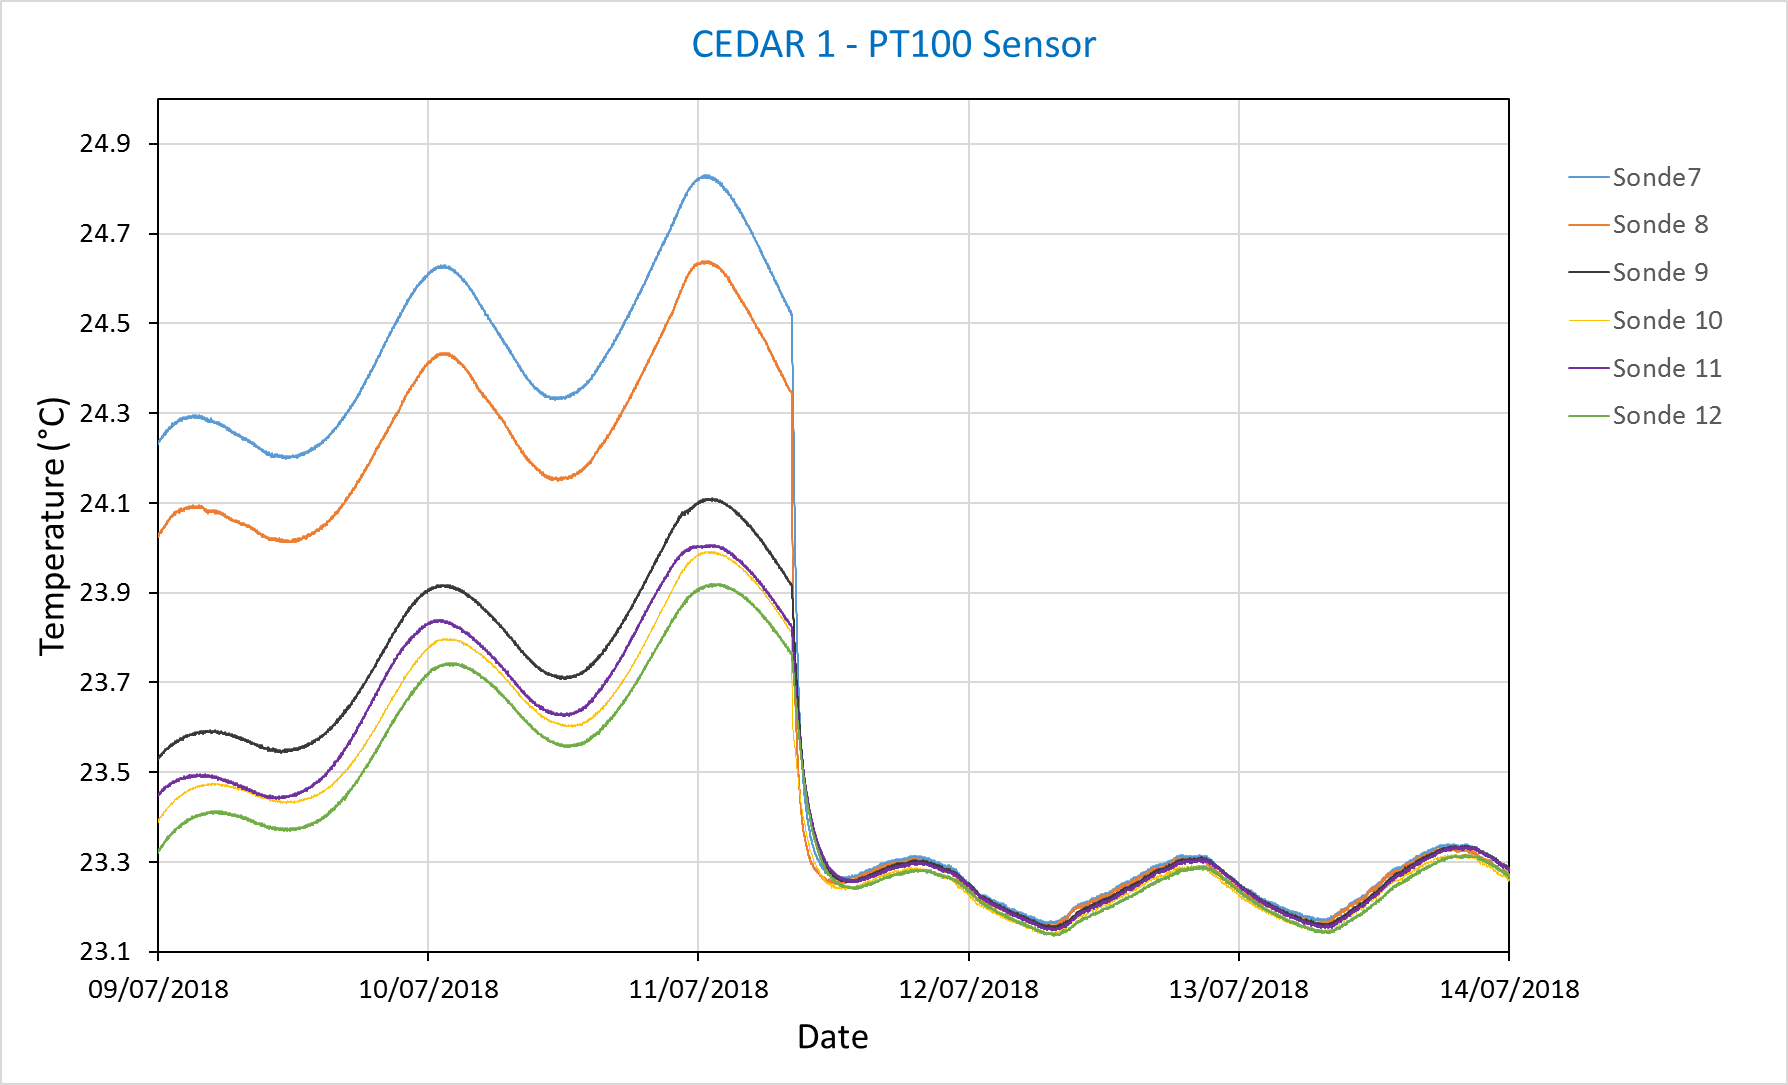 CEDAR 1 - PT100 Sensor
24.9
24.7
24.5
24.3
24.1
23.9
23.7
23.5
23.3
23.1
Temperature (°C)
09/07/2018
10/07/2018
11/07/2018
12/07/2018
13/07/2018
14/07/2018
Date
Sonde7
Sonde 8
Sonde 9
Sonde 10
Sonde 11
Sonde 12